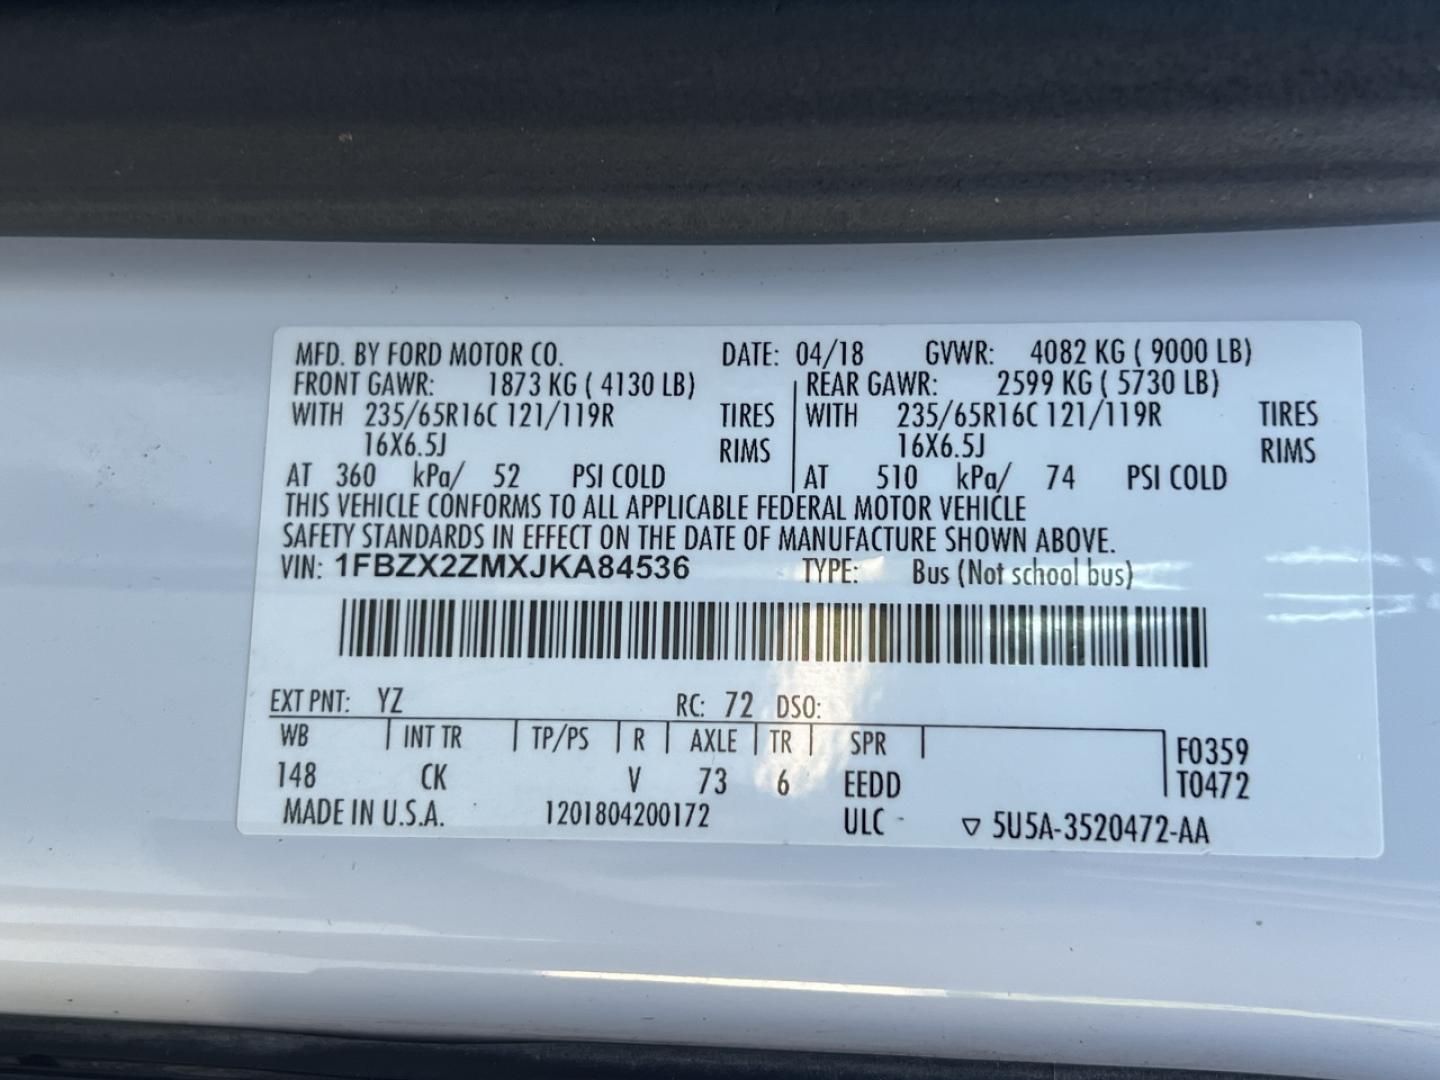 MFD. BY FORD MOTOR CO. DATE: 04/18 GVWR: 4082 KG ( 9000 LB)
FRONT GAWR: 1873 KG ( 4130 LB) REAR GAWR: 2599 KG ( 5730 LB)
WITH 235/65R16C 121/119R TIRES WITH 235/65R16C 121/119R TIRES
16X6.5J RIMS 16X6.5J RIMS
AT 360 kPa/ 52 PSI COLD AT 510 kPa/ 74 PSI COLD
THIS VEHICLE CONFORMS TO ALL APPLICABLE FEDERAL MOTOR VEHICLE
SAFETY STANDARDS IN EFFECT ON THE DATE OF MANUFACTURE SHOWN ABOVE.
VIN: 1FBZX2ZMXJKA84536 TYPE: Bus (Not school bus)
EXT PNT: YZ RC: 72 DSO:
WB INT TR TP/PS R AXLE TR SPR F0359
148 CK V 73 6 EEDD T0472
MADE IN U.S.A. 1201804200172 ULC - ▽ 5U5A-3520472-AA